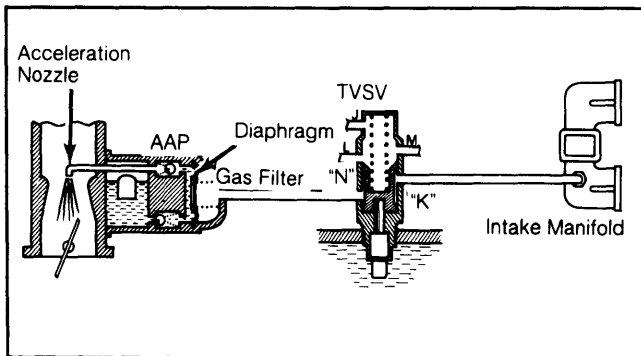 Acceleration
Nozzle
TVSV
AAP
Diaphragm
J
M
L
"N"
Gas Filter
"K"
Intake Manifold